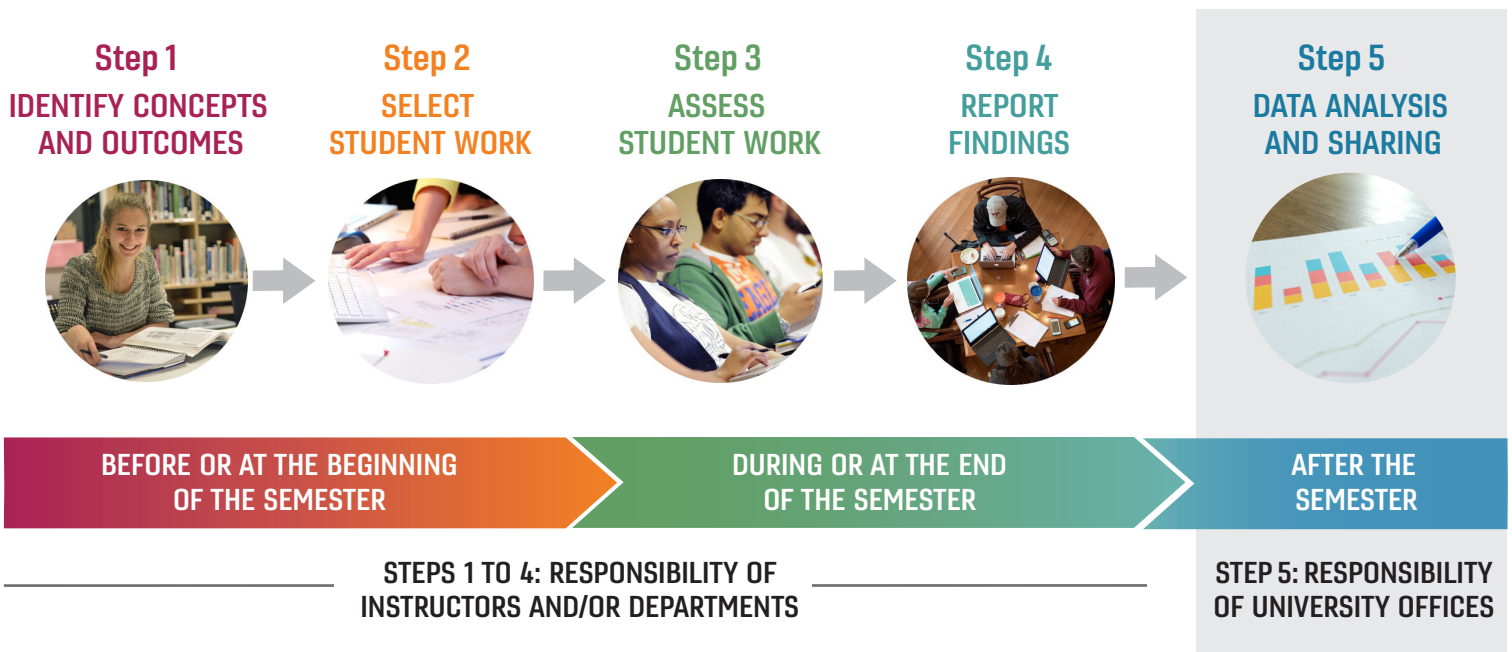 Step 1
IDENTIFY CONCEPTS
AND OUTCOMES
Step 2
SELECT
STUDENT WORK
Step 3
ASSESS
STUDENT WORK
Step 4
REPORT
FINDINGS
Step 5
DATA ANALYSIS
AND SHARING
BEFORE OR AT THE BEGINNING
OF THE SEMESTER
DURING OR AT THE END
OF THE SEMESTER
AFTER THE
SEMESTER
STEPS 1 TO 4: RESPONSIBILITY OF
INSTRUCTORS AND/OR DEPARTMENTS
STEP 5: RESPONSIBILITY
OF UNIVERSITY OFFICES